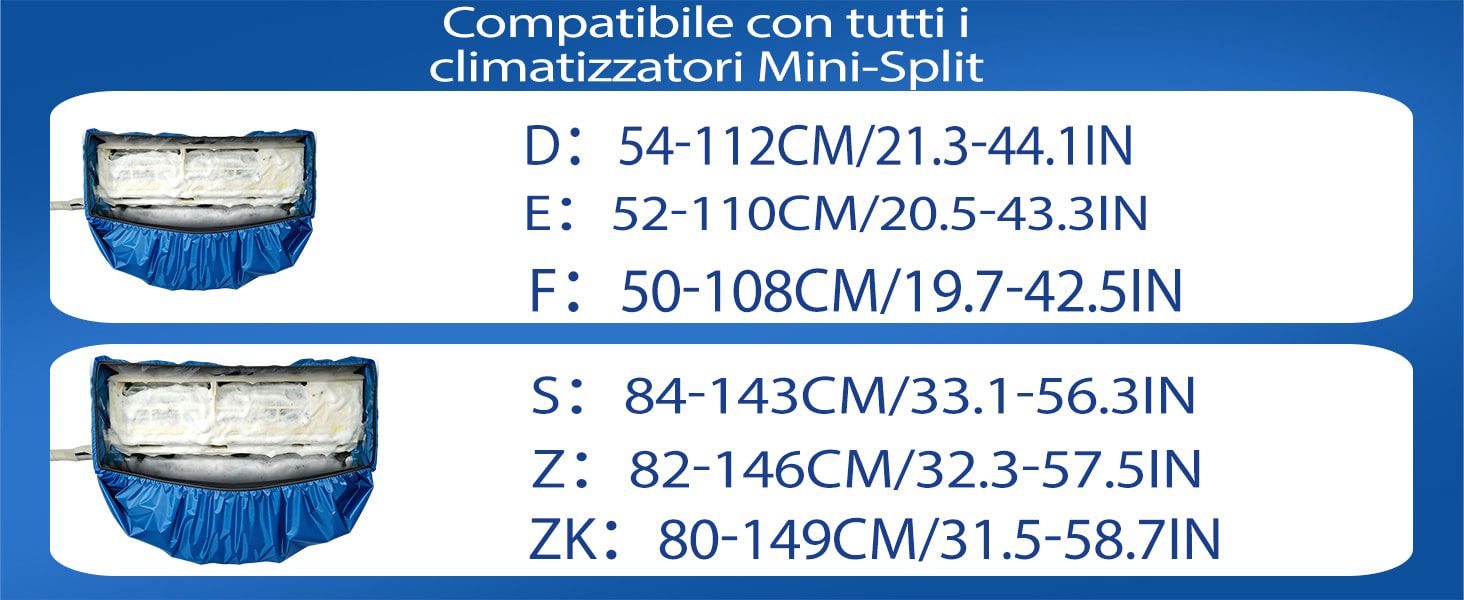 Compatibile con tutti i
climatizzatori Mini-Split
D： 54-112CM/21.3-44.1IN
E： 52-110CM/20.5-43.3IN
F： 50-108CM/19.7-42.5IN
S： 84-143CM/33.1-56.3IN
Z： 82-146CM/32.3-57.5IN
ZK： 80-149CM/31.5-58.7IN